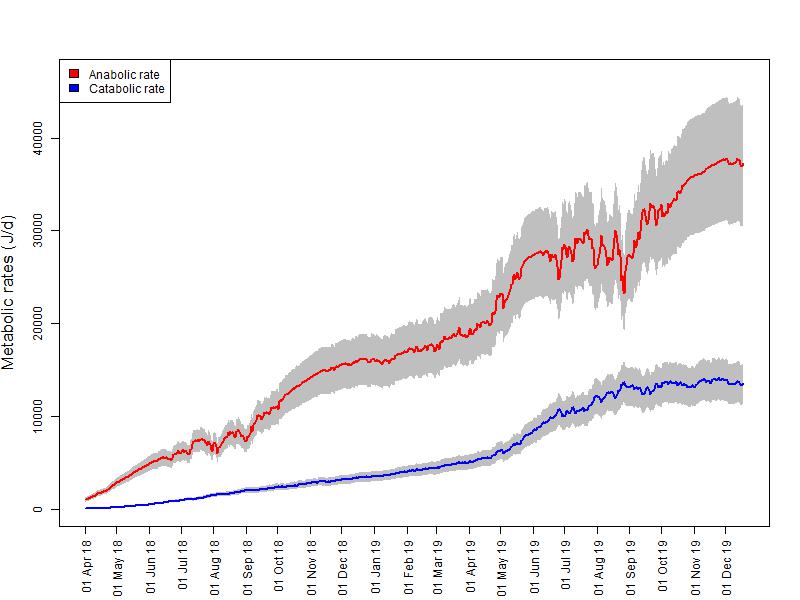 Anabolic rate
Catabolic rate
Metabolic rates (J/d)
40000
30000
20000
10000
0
01 Apr 18
01 May 18
01 Jun 18
01 Jul 18
01 Aug 18
01 Sep 18
01 Oct 18
01 Nov 18
01 Dec 18
01 Jan 19
01 Feb 19
01 Mar 19
01 Apr 19
01 May 19
01 Jun 19
01 Jul 19
01 Aug 19
01 Sep 19
01 Oct 19
01 Nov 19
01 Dec 19